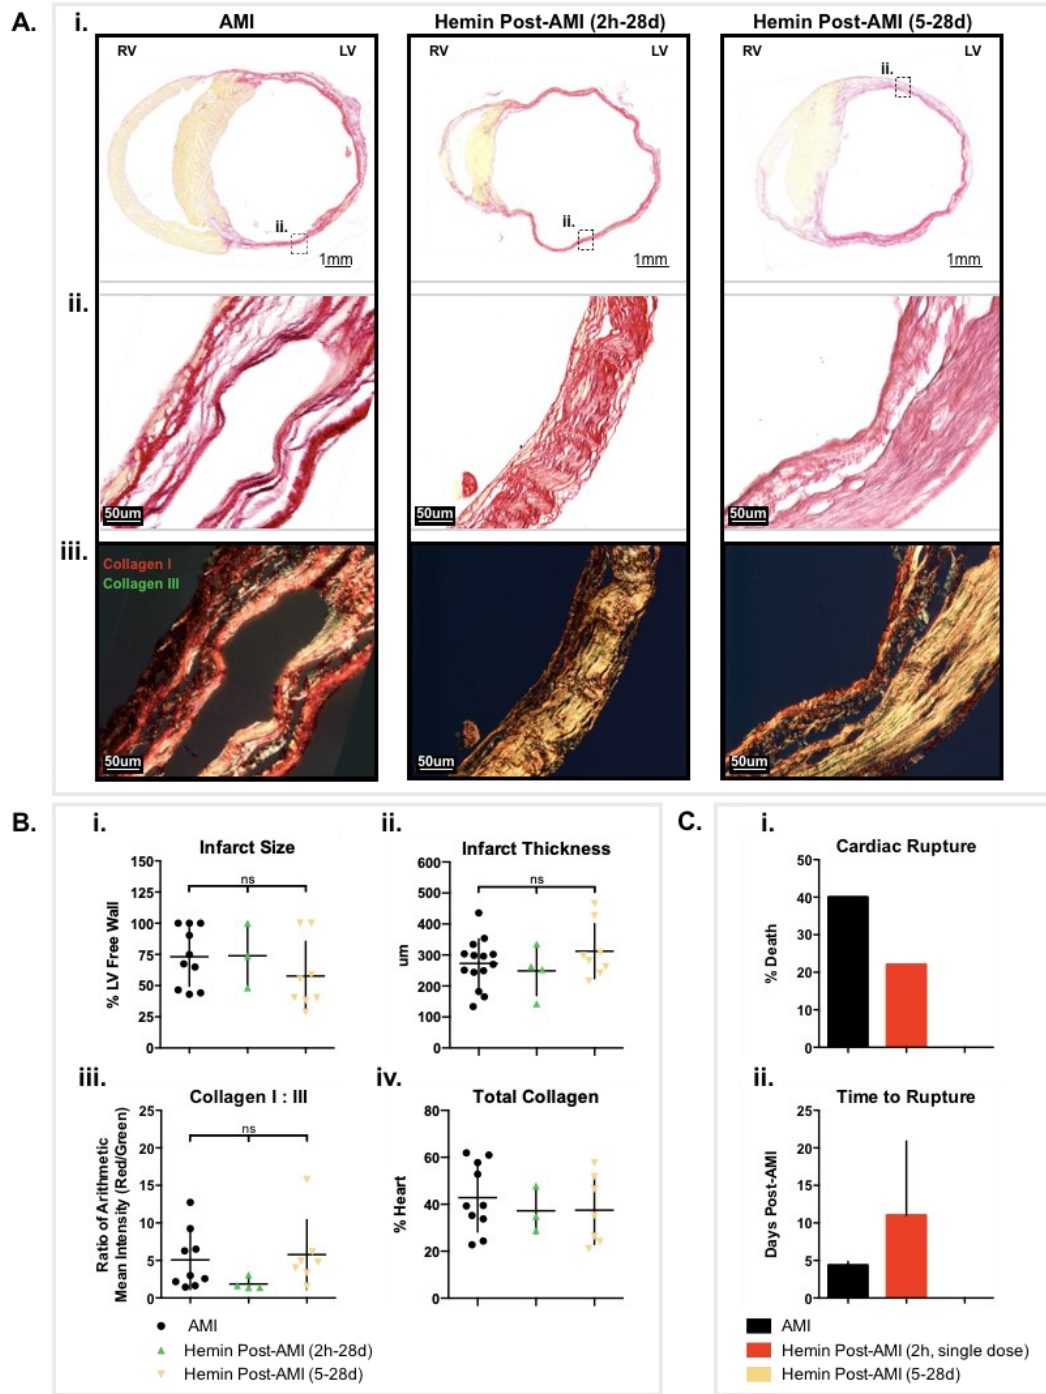 A.
i.
AMI
Hemin Post-AMI (2h-28d)
Hemin Post-AMI (5-28d)
RV LV
RV LV
RV LV
ii.
ii.
ii.
1mm
1mm
1mm
ii.
50um
50um
50um
iii.
Collagen I
Collagen III
50um
50um
50um
B.
i.
Infarct Size
% LV Free Wall
150
125
100
75
50
25
0
ns
ii.
Infarct Thickness
um
600
500
400
300
200
100
0
ns
iii.
Collagen I : III
Ratio of Arithmetic
Mean Intensity (Red/Green)
25
20
15
10
5
0
ns
iv.
Total Collagen
% Heart
80
60
40
20
0
AMI
Hemin Post-AMI (2h-28d)
Hemin Post-AMI (5-28d)
C.
i.
Cardiac Rupture
% Death
50
40
30
20
10
0
ii.
Time to Rupture
Days Post-AMI
25
20
15
10
5
0
AMI
Hemin Post-AMI (2h, single dose)
Hemin Post-AMI (5-28d)